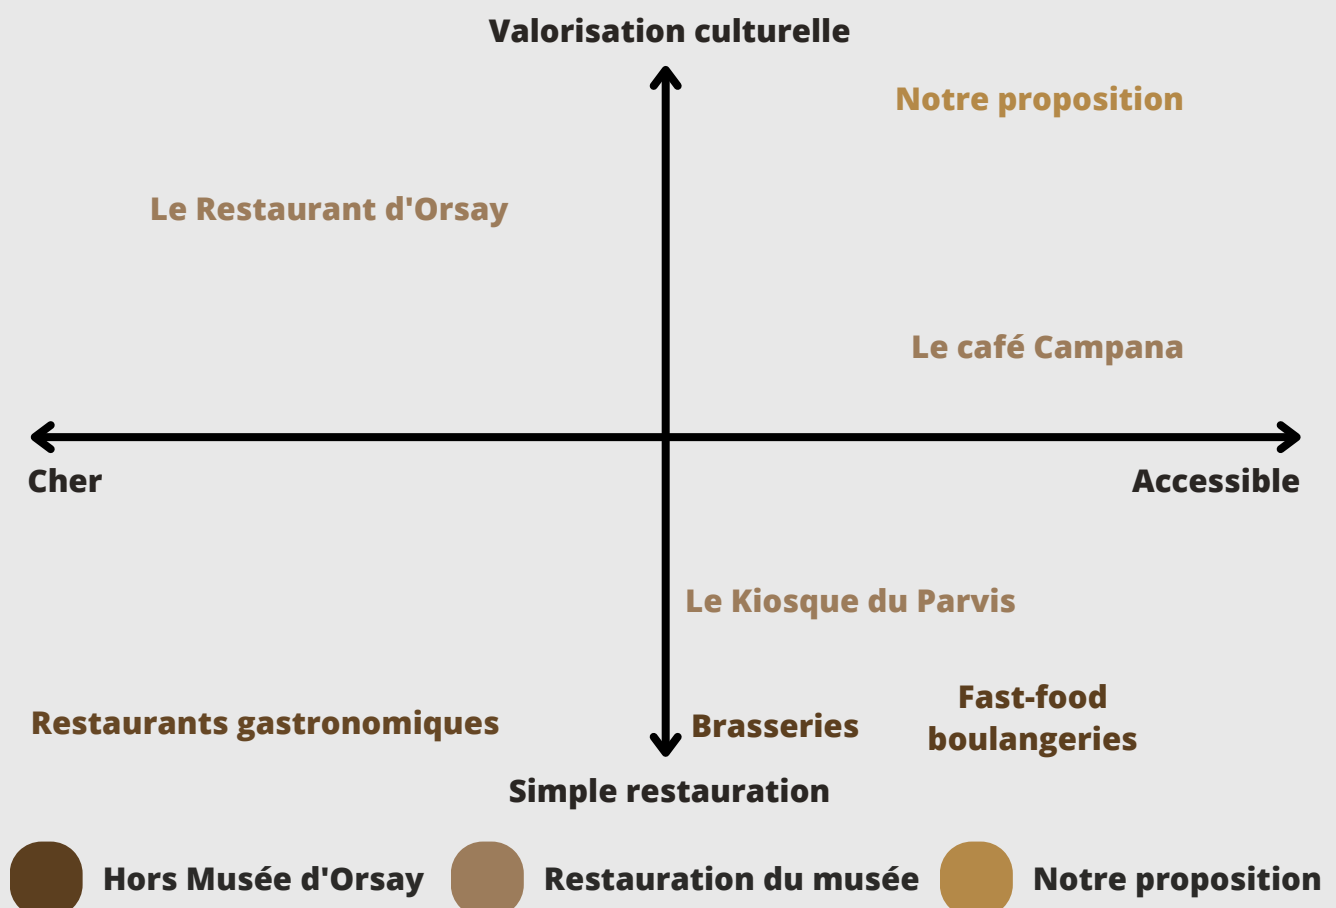 Valorisation culturelle
Notre proposition
Le Restaurant d'Orsay
Le café Campana
Cher
Accessible
Le Kiosque du Parvis
Restaurants gastronomiques
Brasseries
Fast-food
boulangeries
Simple restauration
Hors Musée d'Orsay
Restauration du musée
Notre proposition